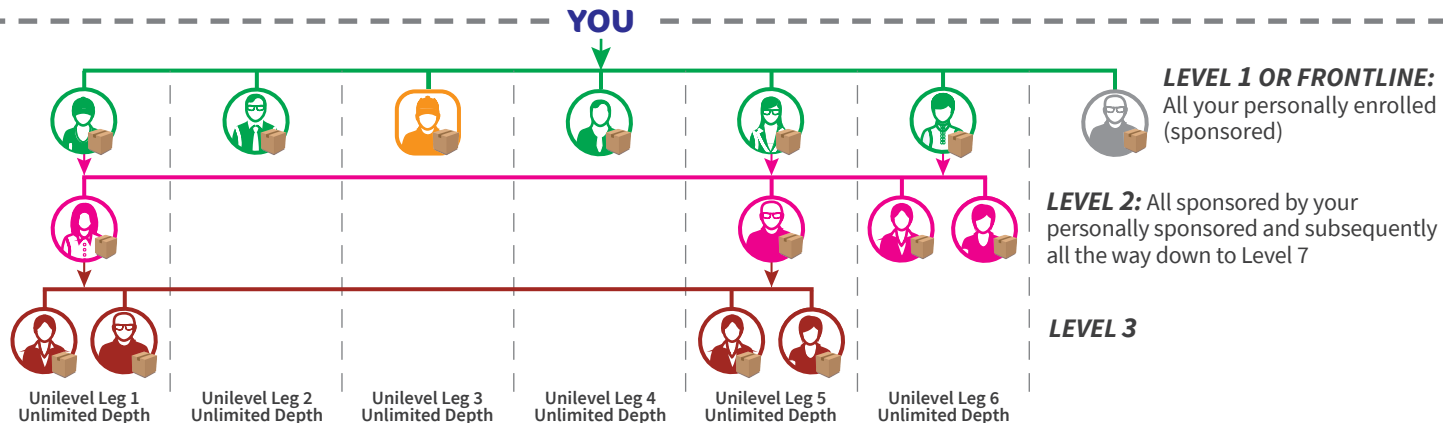 YOU
LEVEL 1 OR FRONTLINE:
All your personally enrolled
(sponsored)
LEVEL 2: All sponsored by your
personally sponsored and subsequently
all the way down to Level 7
LEVEL 3
Unilevel Leg 1
Unlimited Depth
Unilevel Leg 2
Unlimited Depth
Unilevel Leg 3
Unlimited Depth
Unilevel Leg 4
Unlimited Depth
Unilevel Leg 5
Unlimited Depth
Unilevel Leg 6
Unlimited Depth